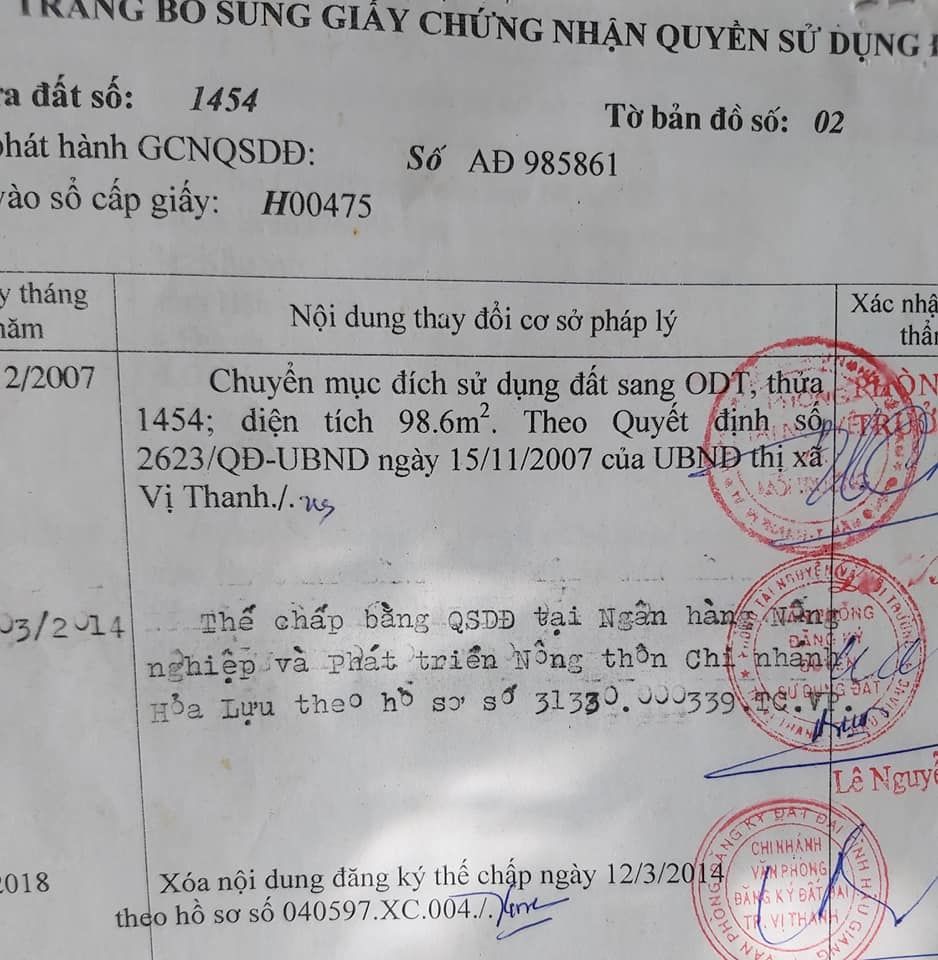 TRANG BỔ SUNG GIẤY CHỨNG NHẬN QUYỀN SỬ DỤNG
đất số: 1454
Tờ bản đồ số: 02
phát hành GCNQSDĐ: Số AĐ 985861
vào sổ cấp giấy: H00475
tháng
năm
Nội dung thay đổi cơ sở pháp lý
Xác
2/2007
Chuyển mục đích sử dụng đất sang ODT, thửa
1454; diện tích 98.6m². Theo Quyết định số
2623/QĐ-UBND ngày 15/11/2007 của UBND thị xã
Vị Thanh./.
03/2014
Thế chấp bằng QSDĐ tại Ngân hàng Nông
nghiệp và Phát triển Nông thôn Chi nhánh
Hỏa Lựu theo hồ sơ số 31330.000339.TC.VP.
Lê
2018
Xóa nội dung đăng ký thế chấp ngày 12/3/2014
theo hồ sơ số 040597.XC.004./.
CHI NHÁNH
VĂN PHÒNG
ĐĂNG KÝ ĐẤT ĐAI
TP. VỊ THANH